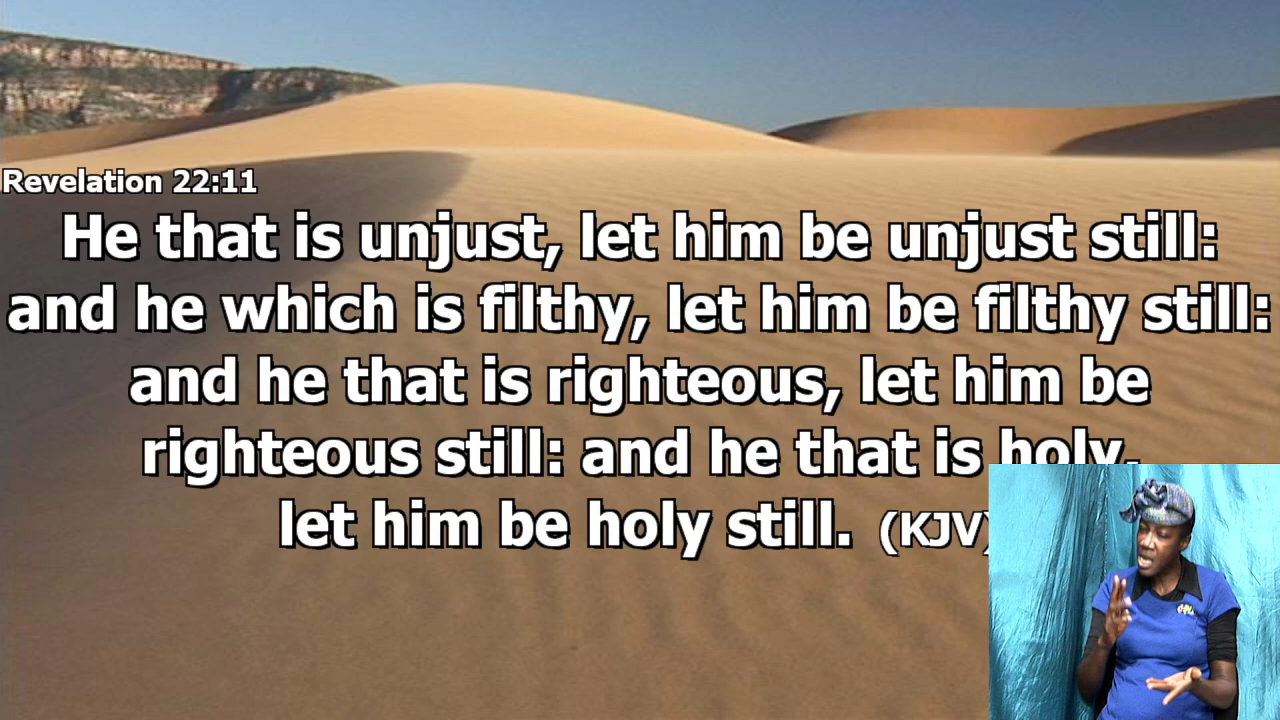 Revelation 22:11
He that is unjust, let him be unjust still:
and he which is filthy, let him be filthy still:
and he that is righteous, let him be
righteous still: and he that is holy,
let him be holy still. (KJV)